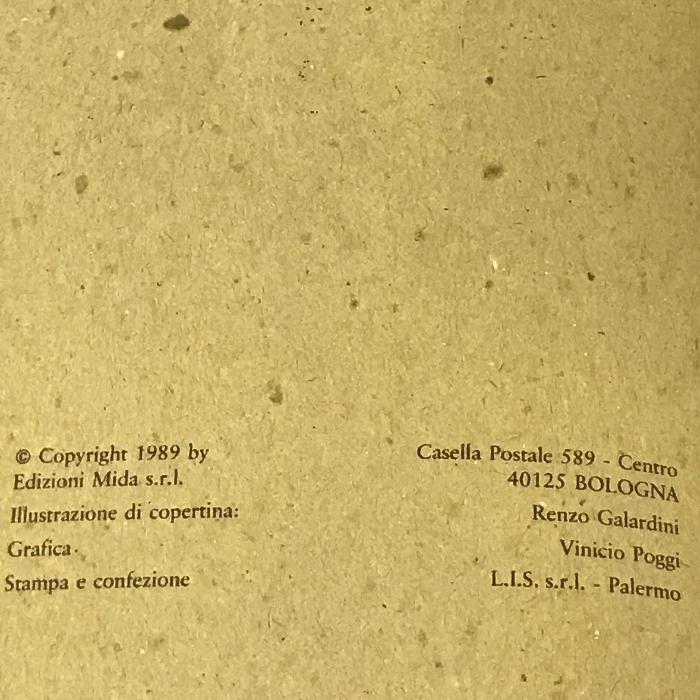 © Copyright 1989 by
Edizioni Mida s.r.l.
Casella Postale 589 - Centro
40125 BOLOGNA
Illustrazione di copertina: Renzo Galardini
Grafica Vinicio Poggi
Stampa e confezione L.I.S. s.r.l. - Palermo